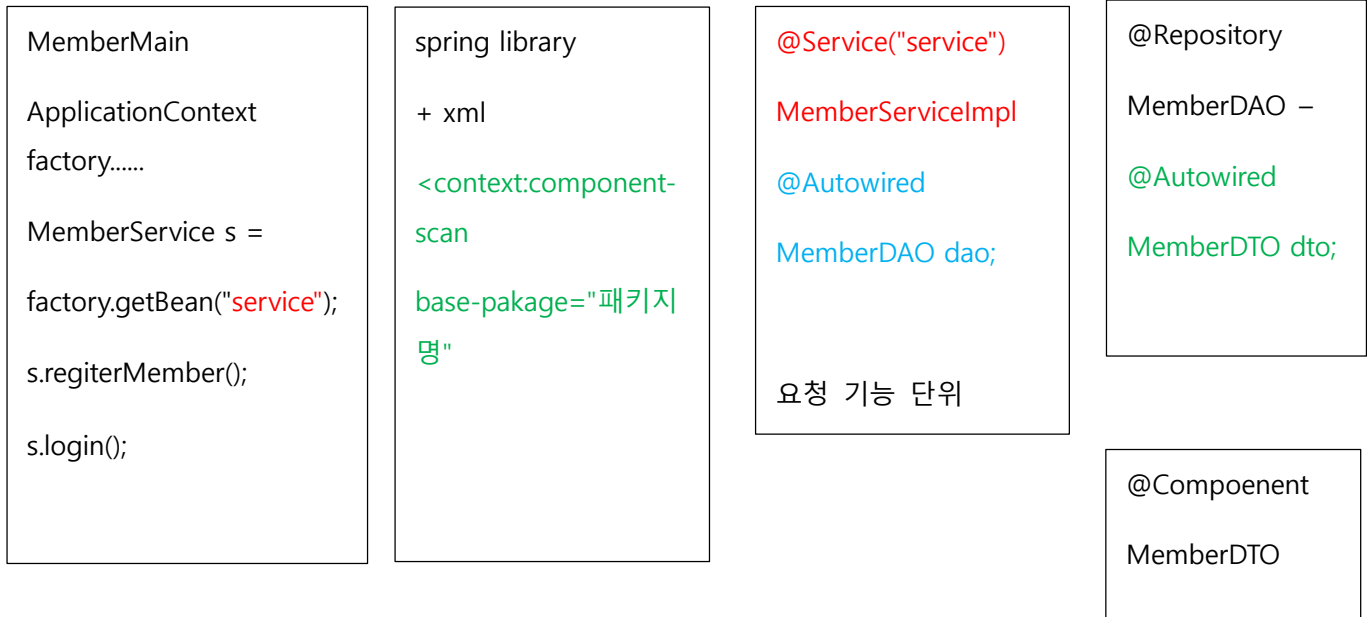 MemberMain
ApplicationContext
factory......
MemberService s =
factory.getBean("service");
s.regiterMember();
s.login();
spring library
+ xml
<context:component-
scan
base-pakage="패키지
명"
@Service("service")
MemberServiceImpl
@Autowired
MemberDAO dao;
요청 기능 단위
@Repository
MemberDAO –
@Autowired
MemberDTO dto;
@Compoenent
MemberDTO